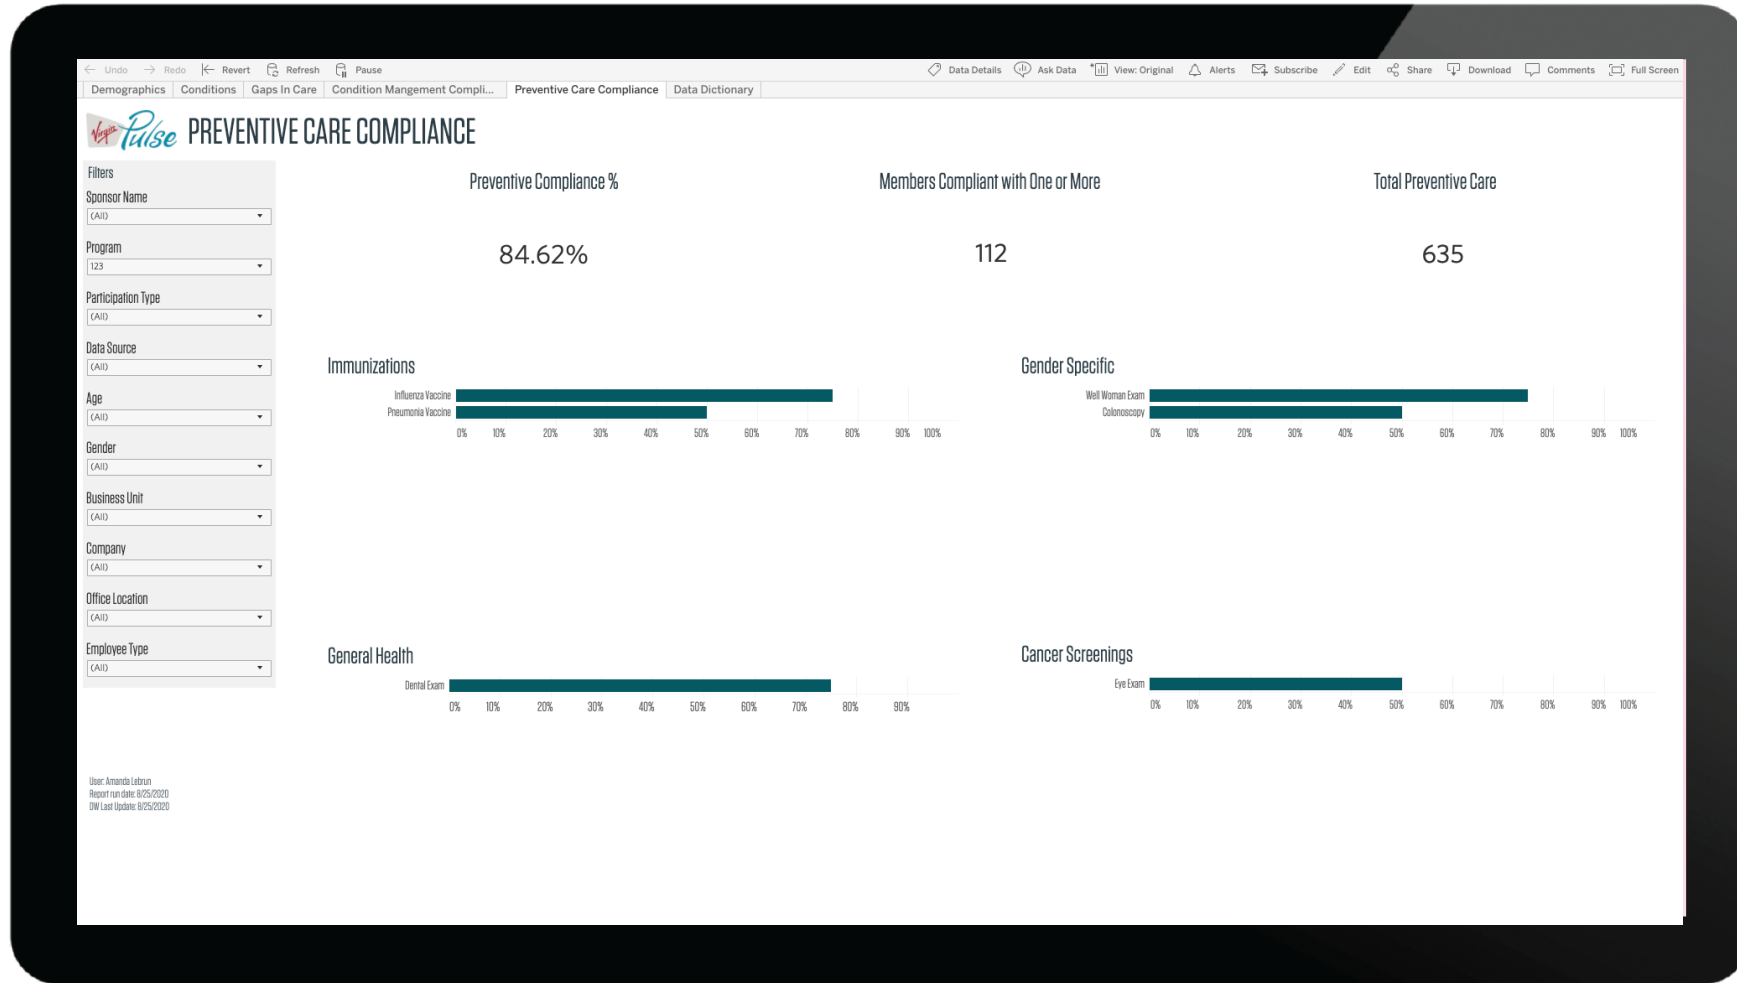 Undo Redo Revert Refresh Pause Data Details Ask Data View: Original Alerts Subscribe Edit Share Download Comments Full Screen
Demographics Conditions Gaps In Care Condition Mangement Compli... Preventive Care Compliance Data Dictionary
Virgin Pulse PREVENTIVE CARE COMPLIANCE
Filters
Sponsor Name
(All)
Program
123
Participation Type
(All)
Data Source
(All)
Age
(All)
Gender
(All)
Business Unit
(All)
Company
(All)
Office Location
(All)
Employee Type
(All)
Preventive Compliance %
84.62%
Members Compliant with One or More
112
Total Preventive Care
635
Immunizations
Influenza Vaccine
Pneumonia Vaccine
0% 10% 20% 30% 40% 50% 60% 70% 80% 90% 100%
Gender Specific
Well Woman Exam
Colonoscopy
0% 10% 20% 30% 40% 50% 60% 70% 80% 90% 100%
General Health
Dental Exam
0% 10% 20% 30% 40% 50% 60% 70% 80% 90%
Cancer Screenings
Eye Exam
0% 10% 20% 30% 40% 50% 60% 70% 80% 90% 100%
User: Amanda Lebrun
Report run date: 8/25/2020
DW Last Update: 8/25/2020